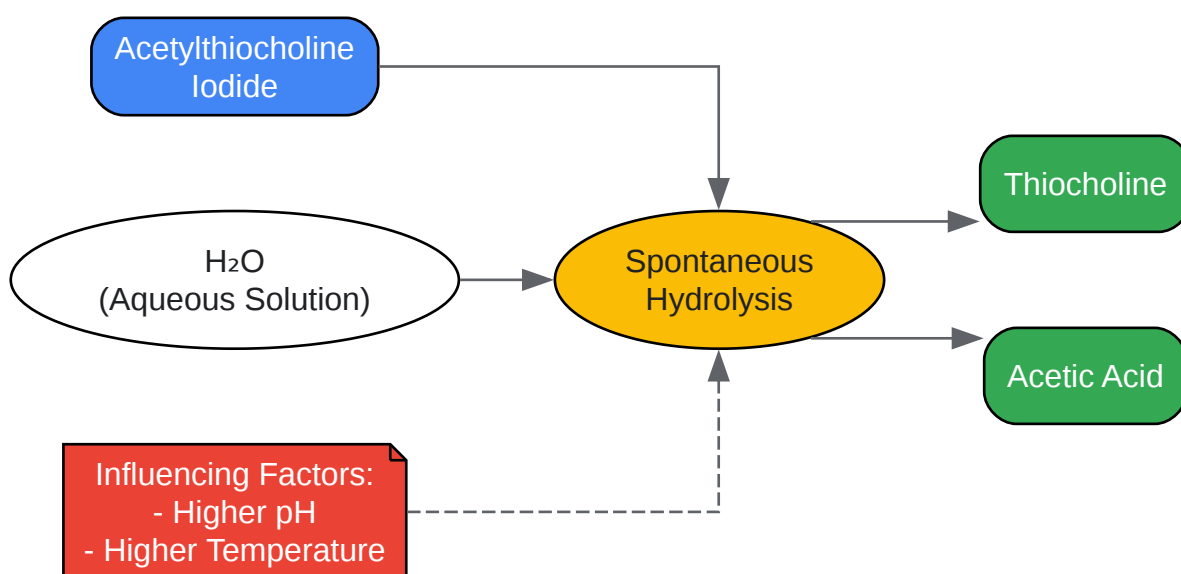 Acetylthiocholine
Iodide
Thiocholine
H₂O
(Aqueous Solution)
Spontaneous
Hydrolysis
Acetic Acid
Influencing Factors:
- Higher pH
- Higher Temperature